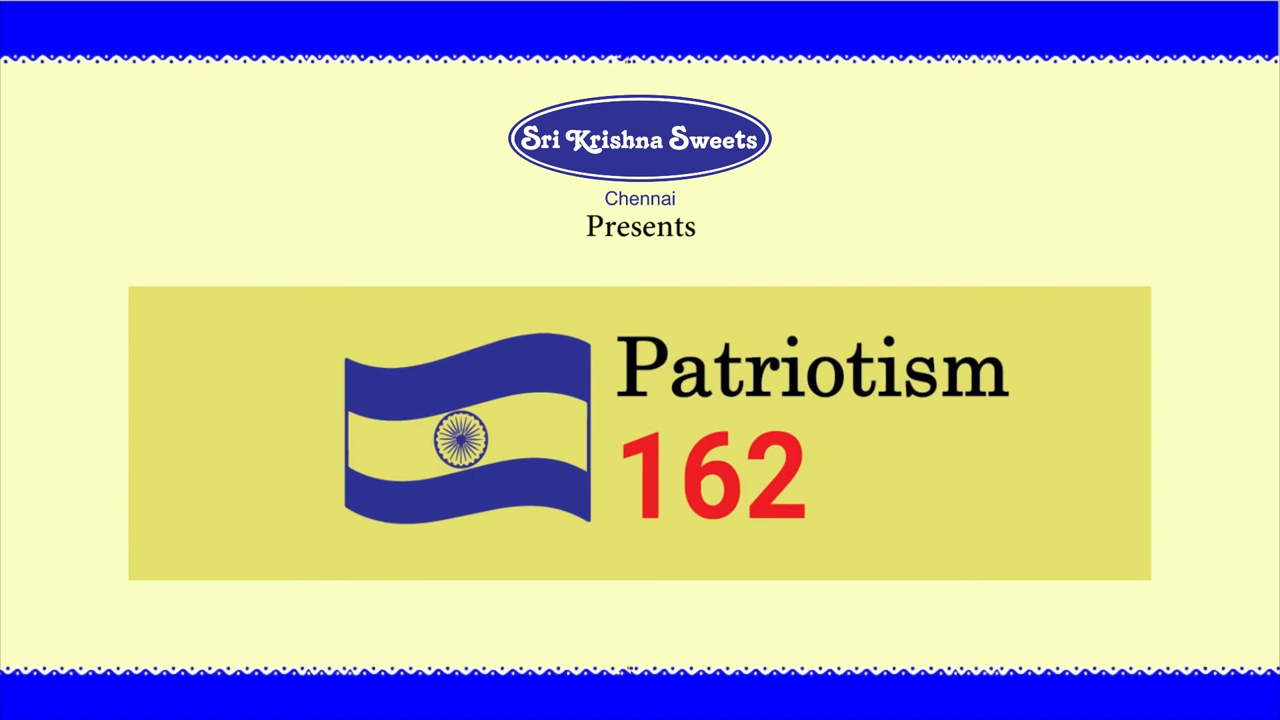 Sri Krishna Sweets
Chennai
Presents
Patriotism
162